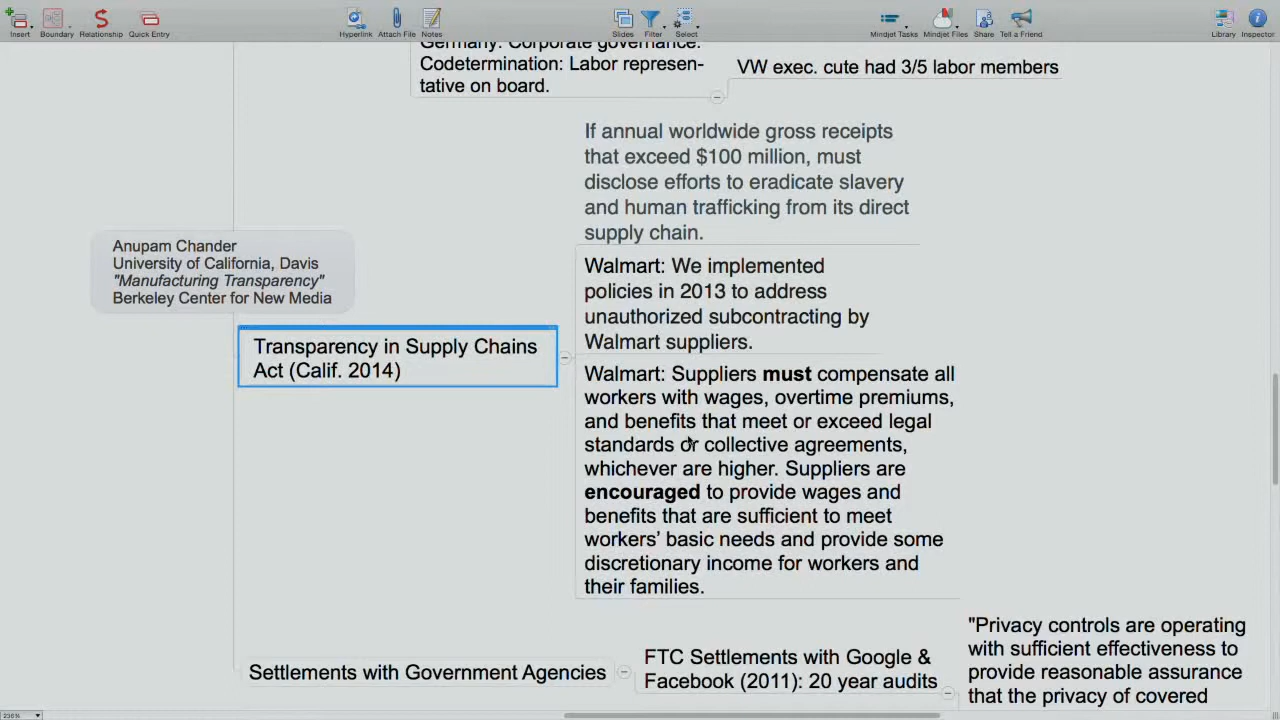 Insert
Boundary
Relationship
Quick Entry
Hyperlink
Attach File
Notes
Slides
Filter
Select
Mindjet Tasks
Mindjet Files
Share
Tell a Friend
Library
Inspector
Germany: Corporate governance.
Codetermination: Labor represen-
tative on board.
VW exec. cute had 3/5 labor members
If annual worldwide gross receipts
that exceed $100 million, must
disclose efforts to eradicate slavery
and human trafficking from its direct
supply chain.
Anupam Chander
University of California, Davis
"Manufacturing Transparency"
Berkeley Center for New Media
Walmart: We implemented
policies in 2013 to address
unauthorized subcontracting by
Walmart suppliers.
Transparency in Supply Chains
Act (Calif. 2014)
Walmart: Suppliers must compensate all
workers with wages, overtime premiums,
and benefits that meet or exceed legal
standards or collective agreements,
whichever are higher. Suppliers are
encouraged to provide wages and
benefits that are sufficient to meet
workers' basic needs and provide some
discretionary income for workers and
their families.
Settlements with Government Agencies
FTC Settlements with Google &
Facebook (2011): 20 year audits
"Privacy controls are operating
with sufficient effectiveness to
provide reasonable assurance
that the privacy of covered
236%